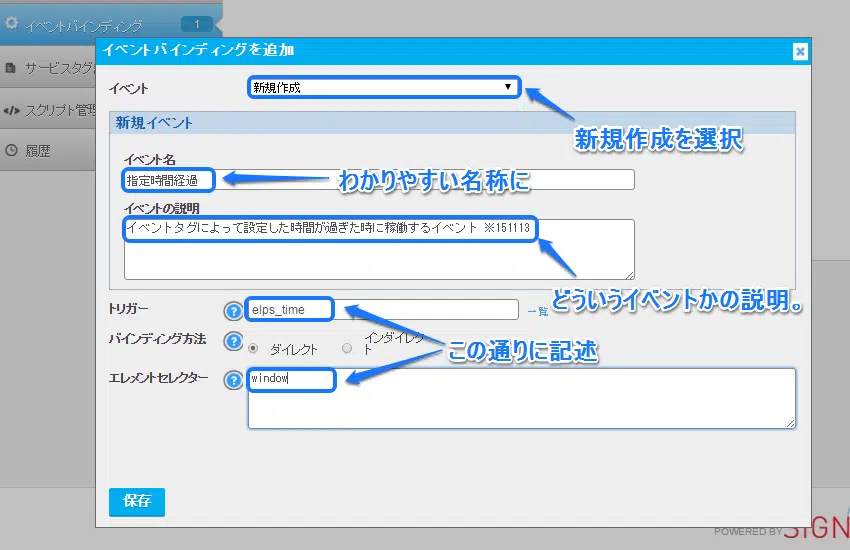 イベントバインディング 1
サービスタグ
スクリプト管理
履歴
イベントバインディングを追加
イベント 新規作成
新規作成を選択
新規イベント
イベント名
指定時間経過
わかりやすい名称に
イベントの説明
イベントタグによって設定した時間が過ぎた時に稼働するイベント ※151113
どういうイベントかの説明。
トリガー ? elps_time →一覧
バインディング方法 ? ダイレクト インダイレクト
この通りに記述
エレメントセレクター ? window
保存
POWERED BY SIGN